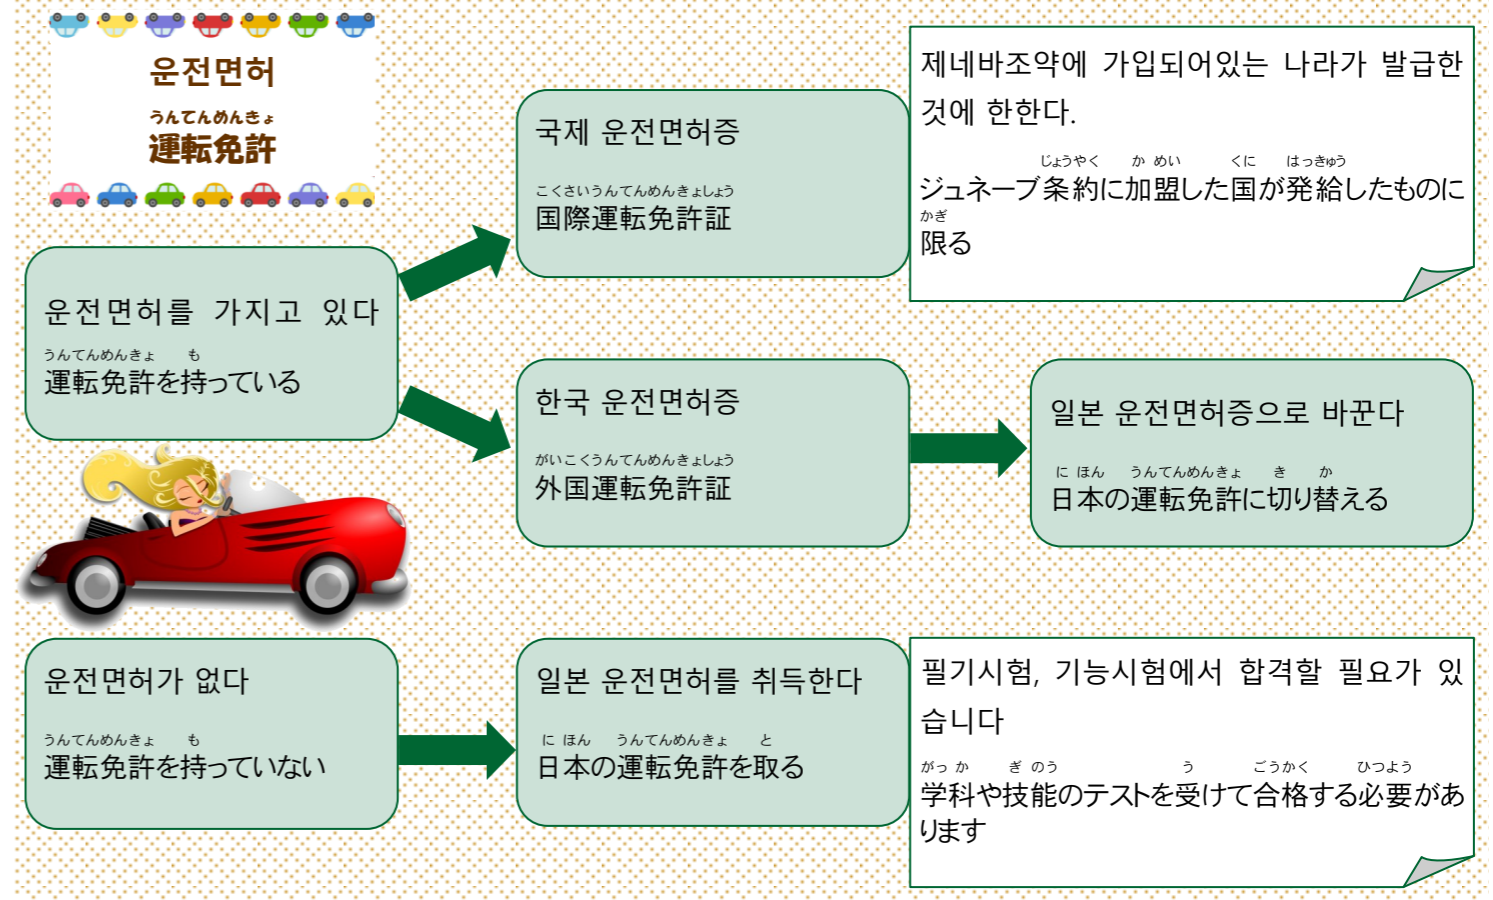 운전면허
うんてんめんきょ
運転免許
운전면허를 가지고 있다
うんてんめんきょ も
運転免許を持っている
국제 운전면허증
こくさいうんてんめんきょしょう
国際運転免許証
제네바조약에 가입되어있는 나라가 발급한
것에 한한다.
じょうやく か めい くに はっきゅう
ジュネーブ条約に加盟した国が発給したものに
かぎ
限る
한국 운전면허증
がいこくうんてんめんきょしょう
外国運転免許証
일본 운전면허증으로 바꾼다
に ほん うんてんめんきょ き か
日本の運転免許に切り替える
운전면허가 없다
うんてんめんきょ も
運転免許を持っていない
일본 운전면허를 취득한다
に ほん うんてんめんきょ と
日本の運転免許を取る
필기시험, 기능시험에서 합격할 필요가 있
습니다
がっ か ぎ のう う ごうかく ひつよう
学科や技能のテストを受けて合格する必要があ
ります